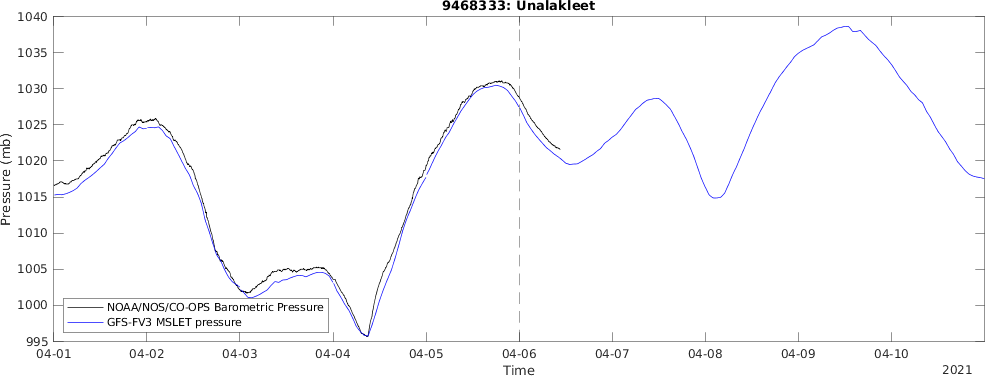 9468333: Unalakleet
1040
1035
1030
1025
1020
1015
1010
1005
1000
995
Pressure (mb)
NOAA/NOS/CO-OPS Barometric Pressure
GFS-FV3 MSLET pressure
04-01 04-02 04-03 04-04 04-05 04-06 04-07 04-08 04-09 04-10
Time
2021